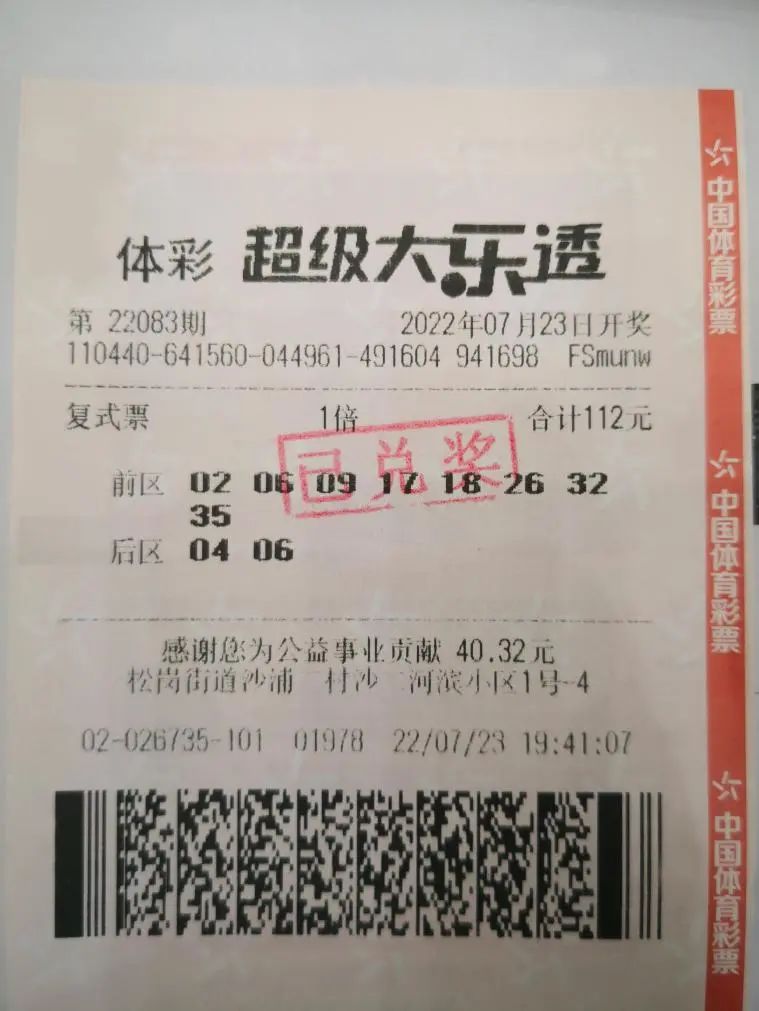 体彩 超级大乐透
第 22083期 2022年07月23日开奖
110440-641560-044961-491604 941698 FSmunw
复式票 1倍 合计112元
已兑奖
前区 02 06 09 17 18 26 32
35
后区 04 06
感谢您为公益事业贡献 40.32元
松岗街道沙浦二村沙二河滨小区1号-4
02-026735-101 01978 22/07/23 19:41:07
中国体育彩票
中国体育彩票
中国体育彩票